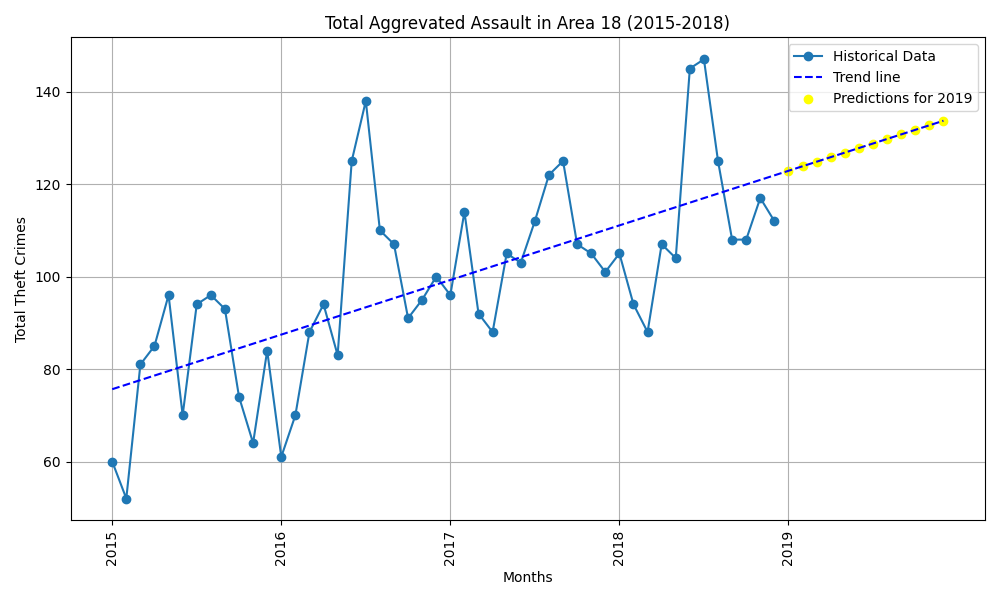 Total Aggrevated Assault in Area 18 (2015-2018)
Historical Data
Trend line
Predictions for 2019
Total Theft Crimes
140
120
100
80
60
2015
2016
2017
2018
2019
Months